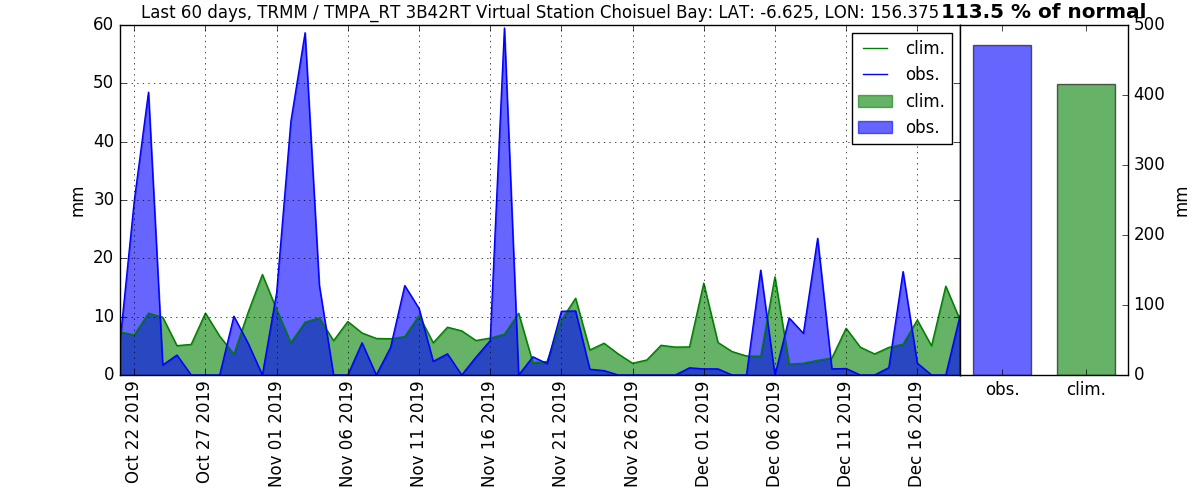 Last 60 days, TRMM / TMPA_RT 3B42RT Virtual Station Choisuel Bay: LAT: -6.625, LON: 156.375
113.5 % of normal
60
50
40
30
20
10
0
mm
clim.
obs.
clim.
obs.
500
400
300
200
100
0
mm
obs.
clim.
Oct 22 2019
Oct 27 2019
Nov 01 2019
Nov 06 2019
Nov 11 2019
Nov 16 2019
Nov 21 2019
Nov 26 2019
Dec 01 2019
Dec 06 2019
Dec 11 2019
Dec 16 2019